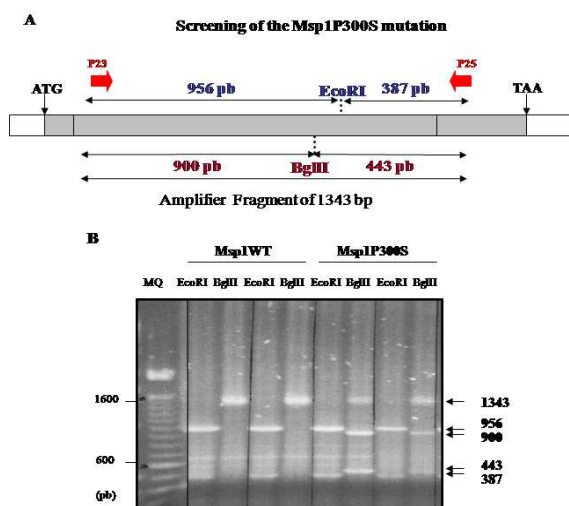 A
Screening of the Msp1P300S mutation
P23
P25
ATG
956 pb
EcoRI
387 pb
TAA
900 pb
BglII
443 pb
Amplifier Fragment of 1343 bp
B
Msp1WT
Msp1P300S
MQ EcoRI BglII EcoRI BglII EcoRI BglII EcoRI BglII
1600
1343
956
900
600
443
387
(pb)